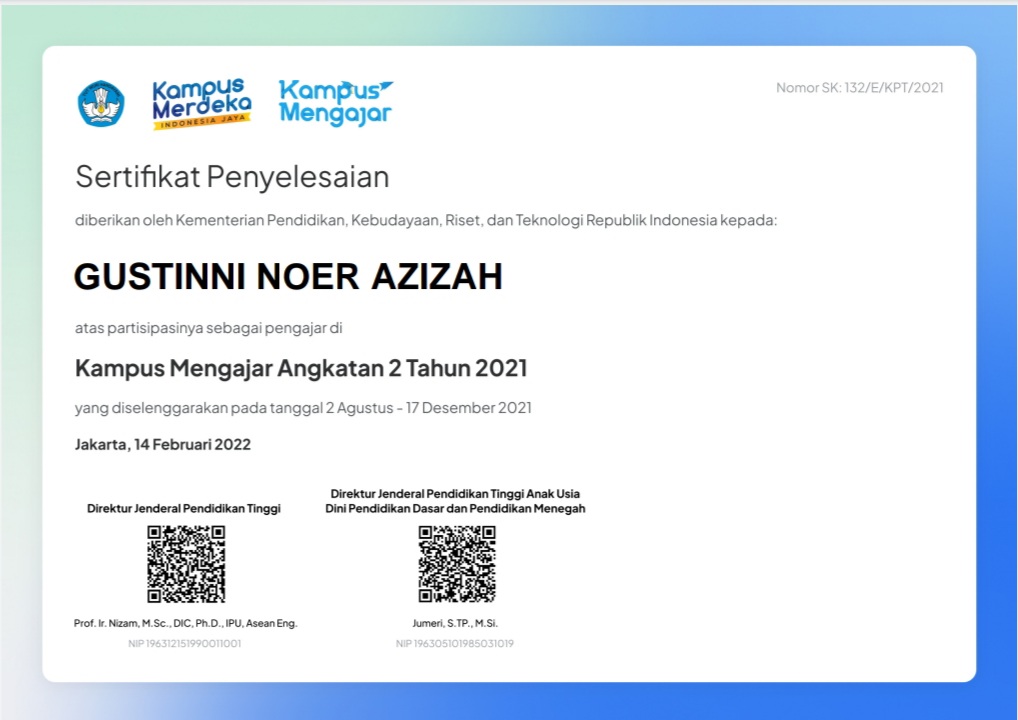 Kampus
Merdeka
INDONESIA JAYA
Kampus
Mengajar
Nomor SK: 132/E/KPT/2021
Sertifikat Penyelesaian
diberikan oleh Kementerian Pendidikan, Kebudayaan, Riset, dan Teknologi Republik Indonesia kepada:
GUSTINNI NOER AZIZAH
atas partisipasinya sebagai pengajar di
Kampus Mengajar Angkatan 2 Tahun 2021
yang diselenggarakan pada tanggal 2 Agustus - 17 Desember 2021
Jakarta, 14 Februari 2022
Direktur Jenderal Pendidikan Tinggi
Prof. Ir. Nizam, M.Sc., DIC, Ph.D., IPU, Asean Eng.
NIP 196312151990011001
Direktur Jenderal Pendidikan Tinggi Anak Usia
Dini Pendidikan Dasar dan Pendidikan Menegah
Jumeri, S.TP., M.Si.
NIP 196305101985031019